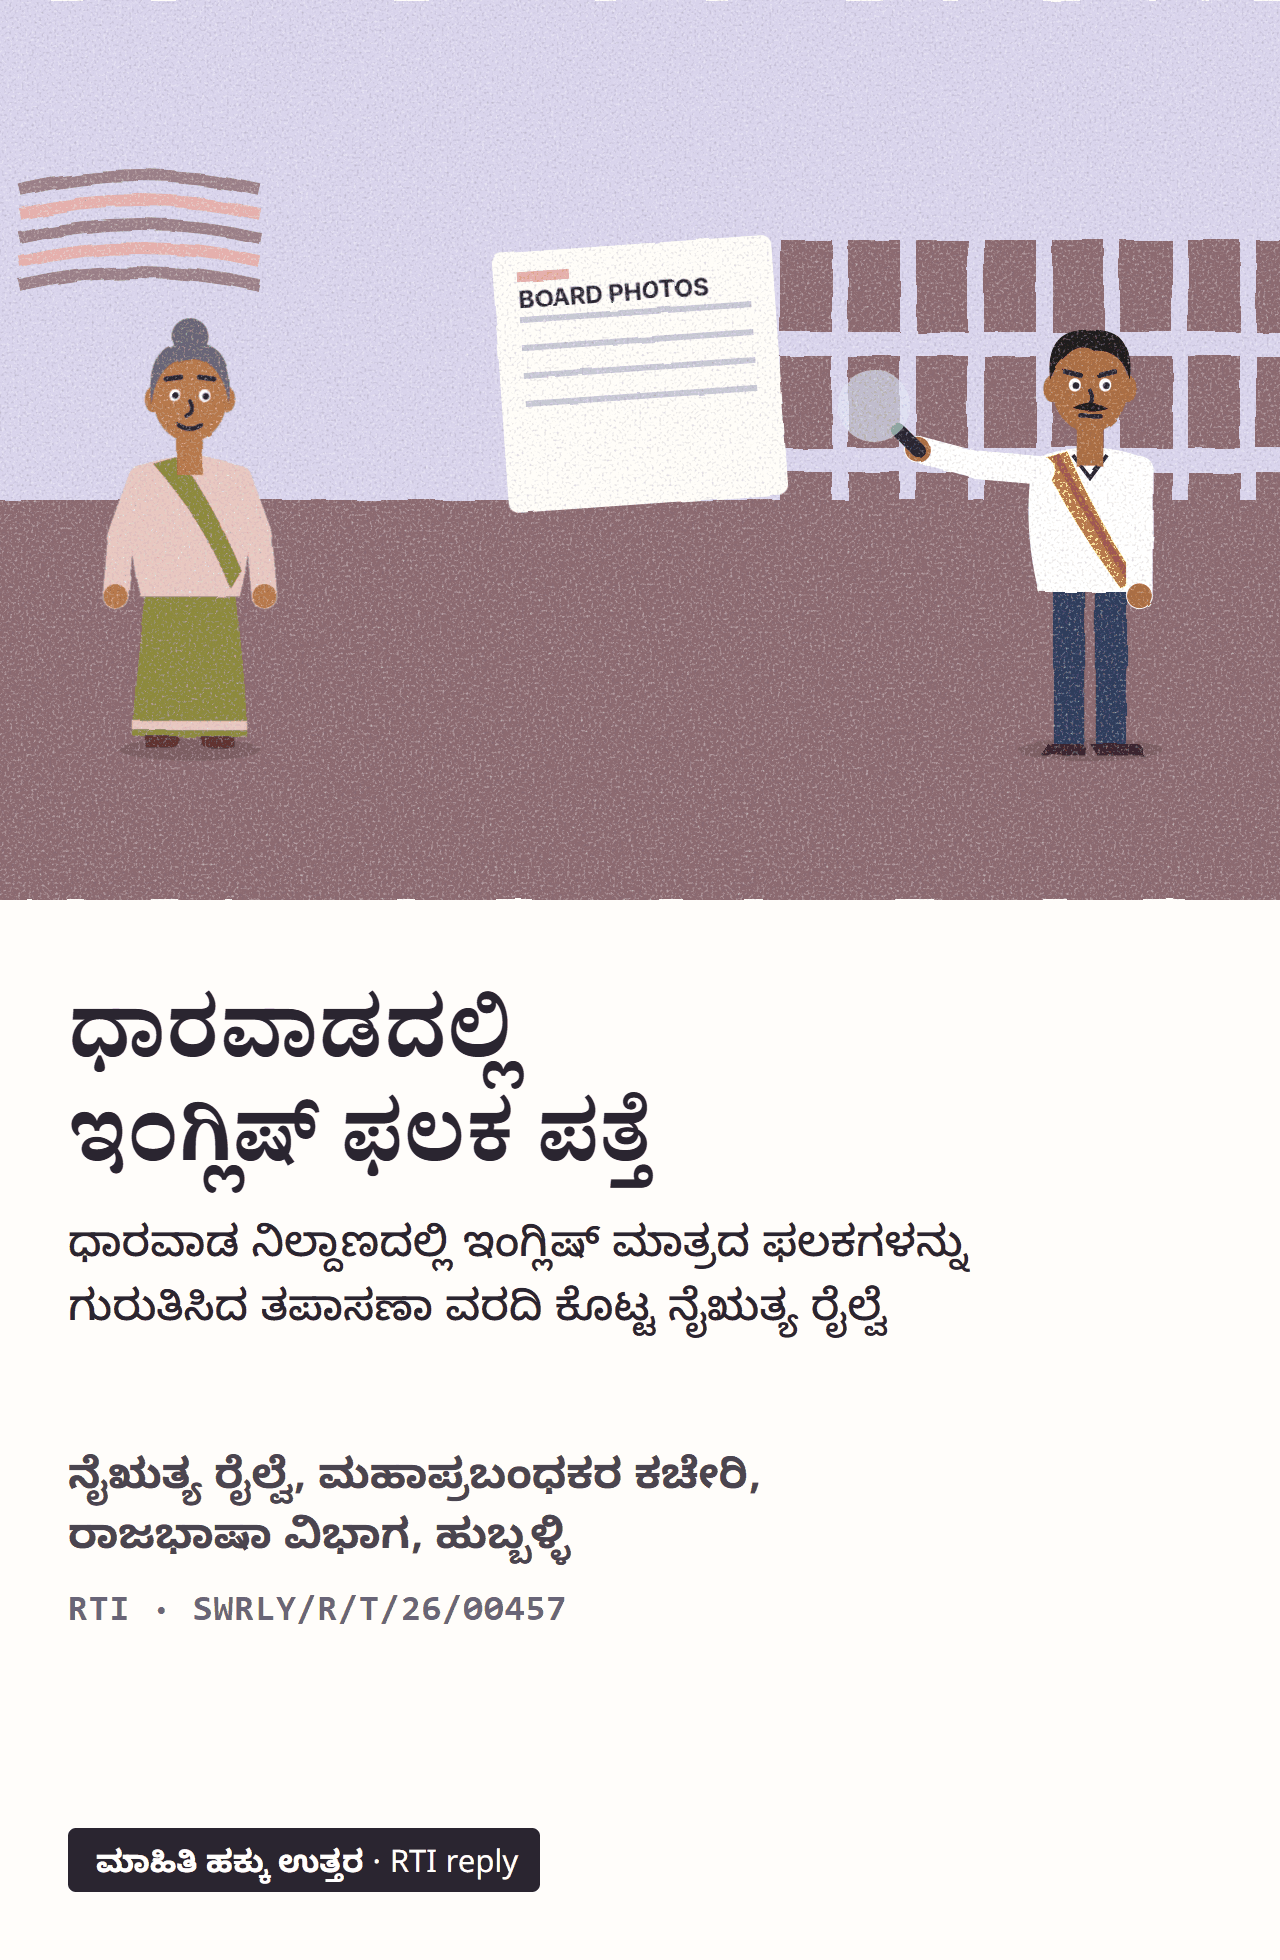 BOARD PHOTOS
ಧಾರವಾಡದಲ್ಲಿ
ಇಂಗ್ಲಿಷ್ ಫಲಕ ಪತ್ತೆ
ಧಾರವಾಡ ನಿಲ್ದಾಣದಲ್ಲಿ ಇಂಗ್ಲಿಷ್ ಮಾತ್ರದ ಫಲಕಗಳನ್ನು
ಗುರುತಿಸಿದ ತಪಾಸಣಾ ವರದಿ ಕೊಟ್ಟ ನೈಋತ್ಯ ರೈಲ್ವೆ
ನೈಋತ್ಯ ರೈಲ್ವೆ, ಮಹಾಪ್ರಬಂಧಕರ ಕಚೇರಿ,
ರಾಜಭಾಷಾ ವಿಭಾಗ, ಹುಬ್ಬಳ್ಳಿ
RTI · SWRLY/R/T/26/00457
ಮಾಹಿತಿ ಹಕ್ಕು ಉತ್ತರ · RTI reply